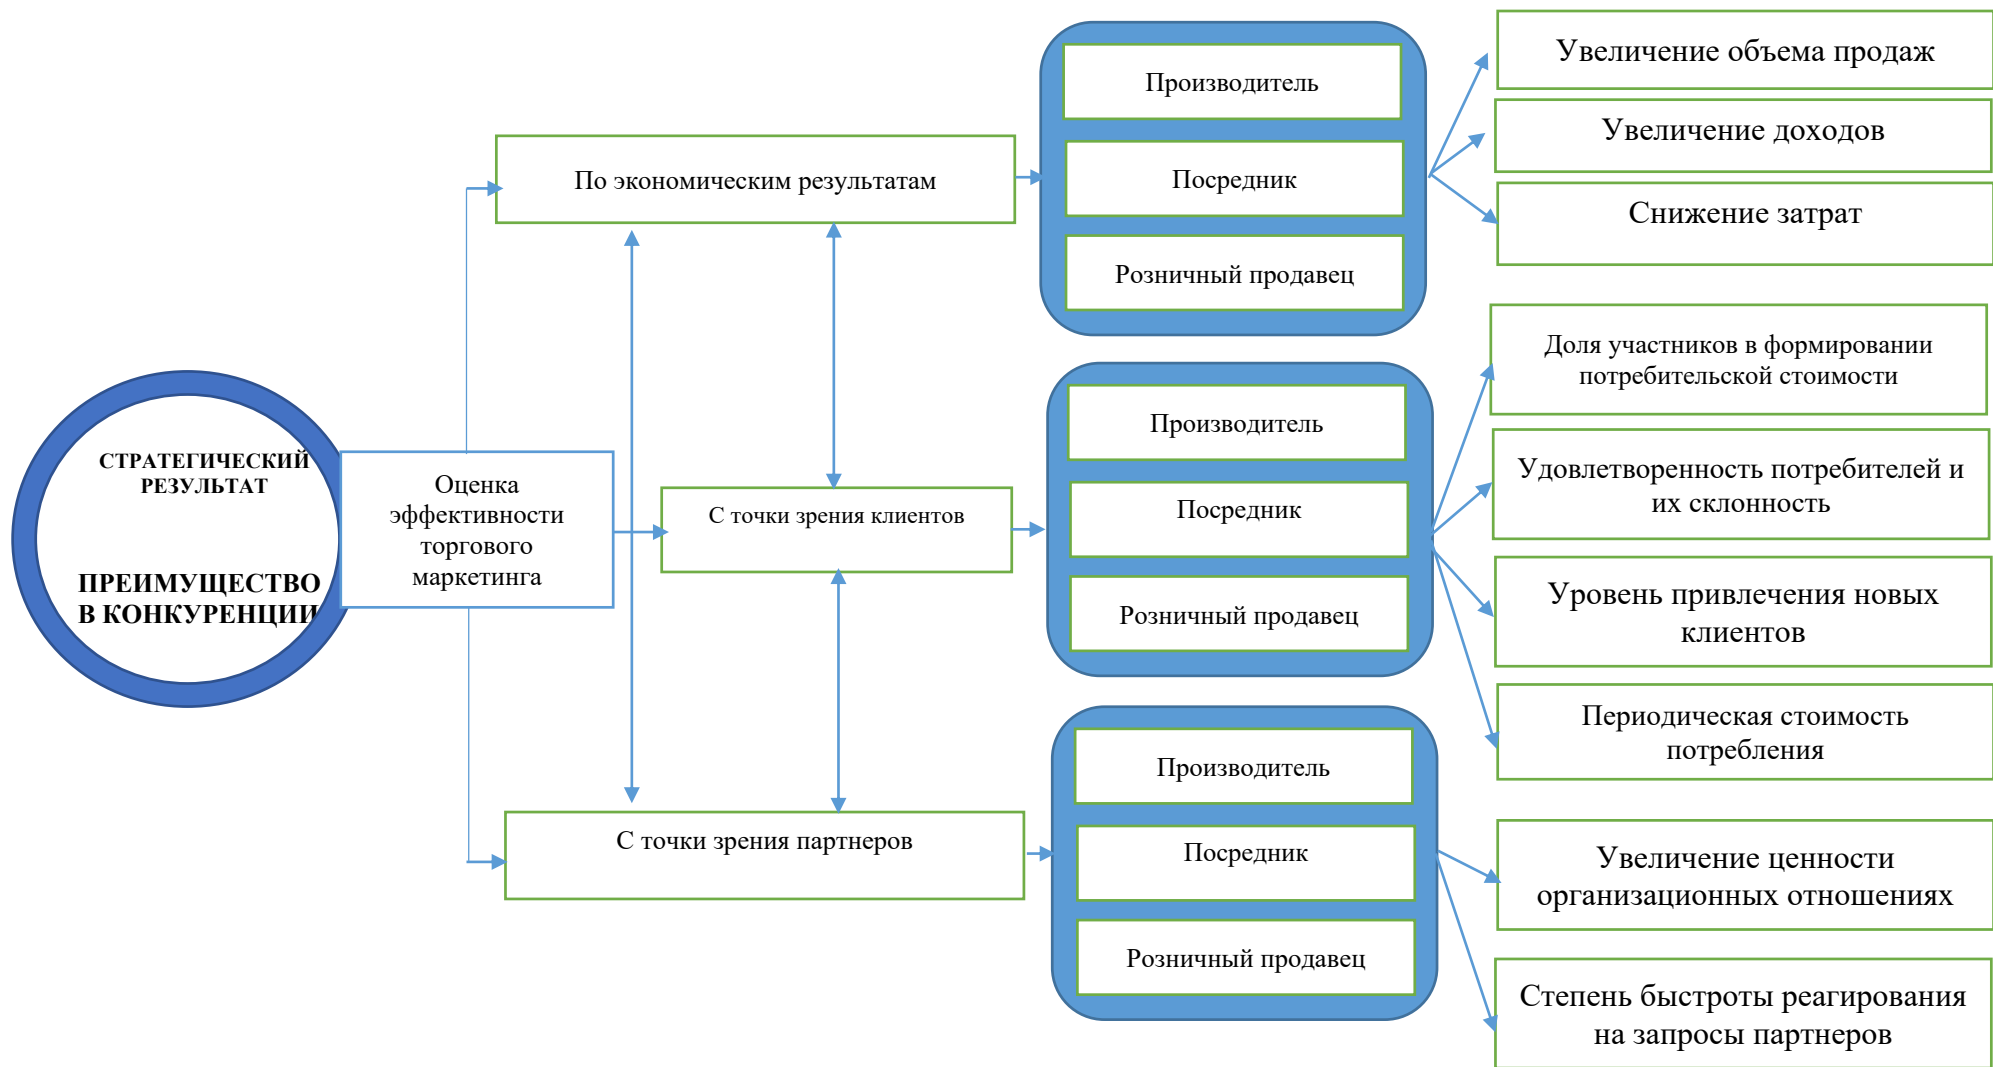 СТРАТЕГИЧЕСКИЙ
РЕЗУЛЬТАТ
ПРЕИМУЩЕСТВО
В КОНКУРЕНЦИИ
Оценка
эффективности
торгового
маркетинга
По экономическим результатам
Производитель
Посредник
Розничный продавец
Увеличение объема продаж
Увеличение доходов
Снижение затрат
С точки зрения клиентов
Производитель
Посредник
Розничный продавец
Доля участников в формировании
потребительской стоимости
Удовлетворенность потребителей и
их склонность
Уровень привлечения новых
клиентов
Периодическая стоимость
потребления
С точки зрения партнеров
Производитель
Посредник
Розничный продавец
Увеличение ценности
организационных отношениях
Степень быстроты реагирования
на запросы партнеров